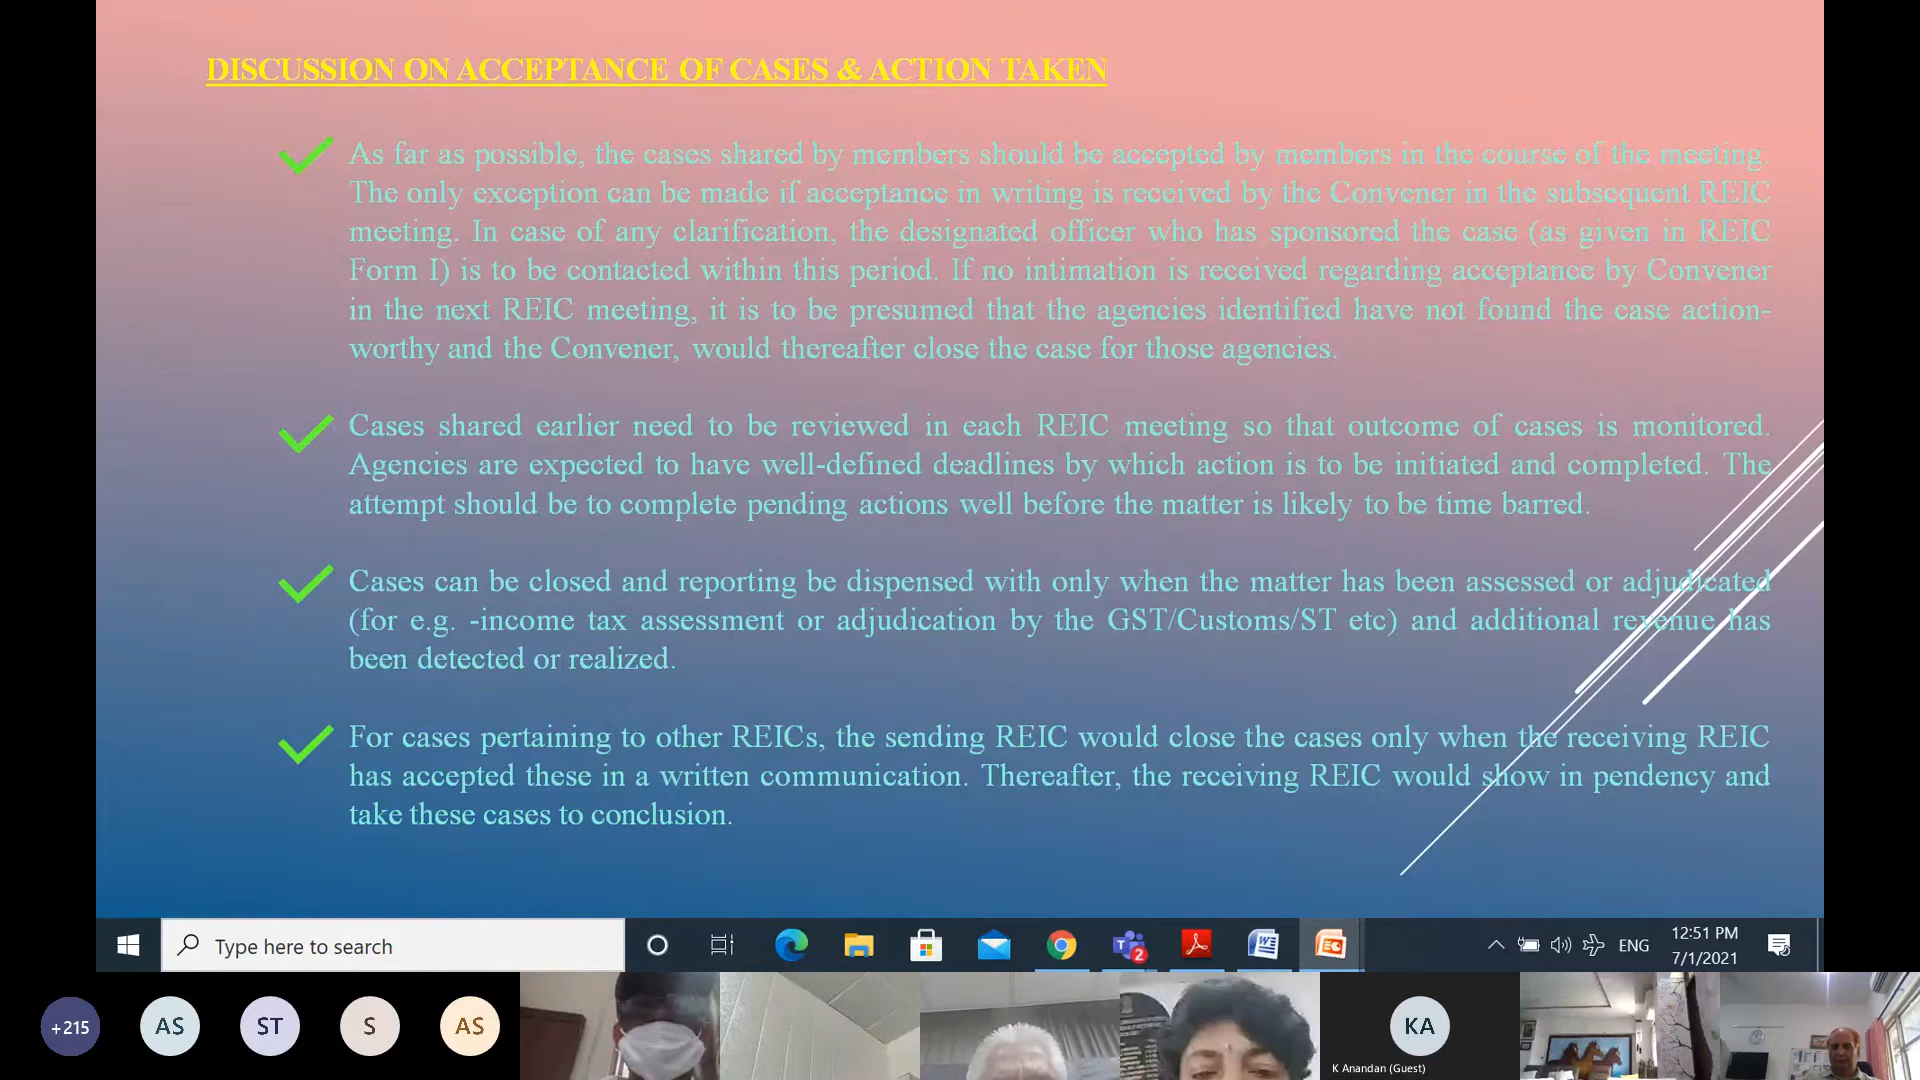 DISCUSSION ON ACCEPTANCE OF CASES & ACTION TAKEN
As far as possible, the cases shared by members should be accepted by members in the course of the meeting.
The only exception can be made if acceptance in writing is received by the Convener in the subsequent REIC
meeting. In case of any clarification, the designated officer who has sponsored the case (as given in REIC
Form I) is to be contacted within this period. If no intimation is received regarding acceptance by Convener
in the next REIC meeting, it is to be presumed that the agencies identified have not found the case action-
worthy and the Convener, would thereafter close the case for those agencies.
Cases shared earlier need to be reviewed in each REIC meeting so that outcome of cases is monitored.
Agencies are expected to have well-defined deadlines by which action is to be initiated and completed. The
attempt should be to complete pending actions well before the matter is likely to be time barred.
Cases can be closed and reporting be dispensed with only when the matter has been assessed or adjudicated
(for e.g. -income tax assessment or adjudication by the GST/Customs/ST etc) and additional revenue has
been detected or realized.
For cases pertaining to other REICs, the sending REIC would close the cases only when the receiving REIC
has accepted these in a written communication. Thereafter, the receiving REIC would show in pendency and
take these cases to conclusion.
Type here to search
2
ENG
12:51 PM
7/1/2021
+215
AS
ST
S
AS
KA
K Anandan (Guest)